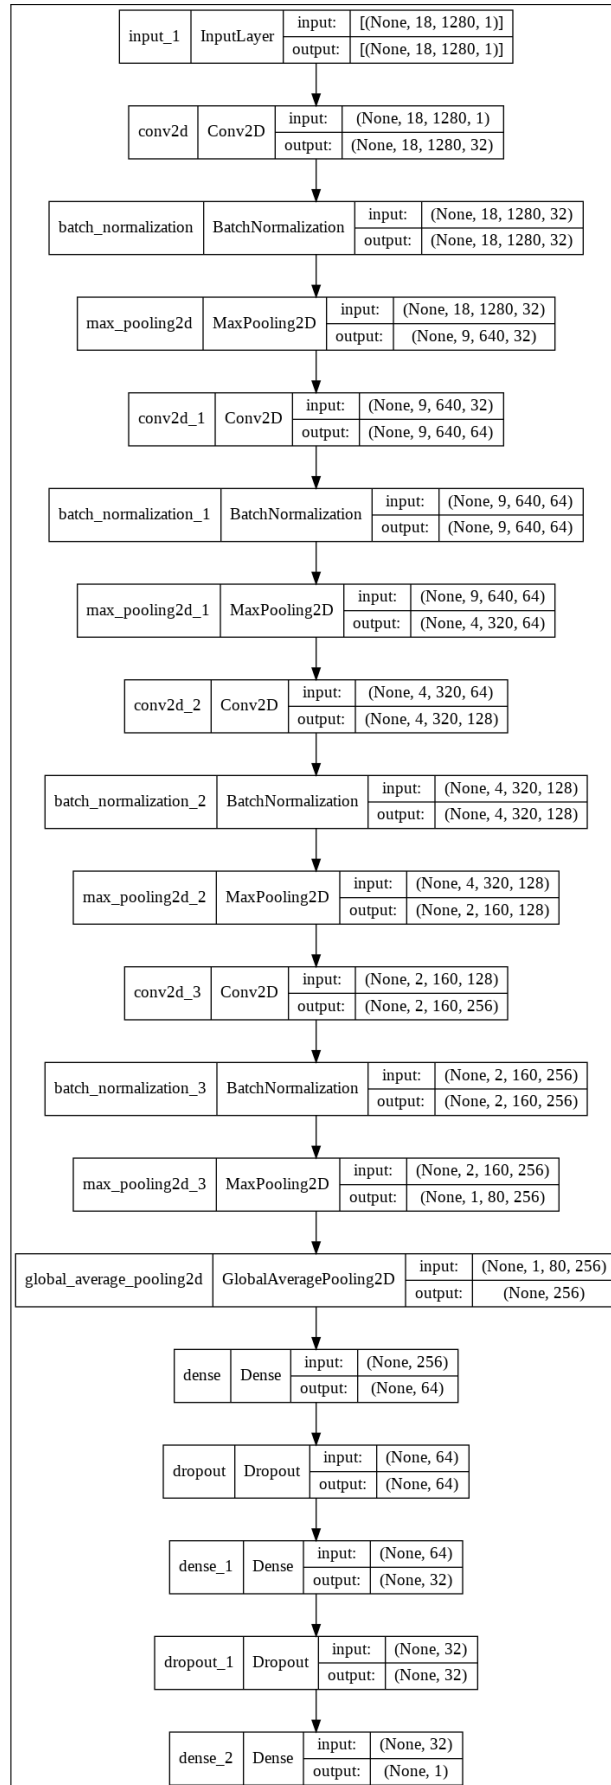 input_1 InputLayer input: [(None, 18, 1280, 1)]
output: [(None, 18, 1280, 1)]
conv2d Conv2D input: (None, 18, 1280, 1)
output: (None, 18, 1280, 32)
batch_normalization BatchNormalization input: (None, 18, 1280, 32)
output: (None, 18, 1280, 32)
max_pooling2d MaxPooling2D input: (None, 18, 1280, 32)
output: (None, 9, 640, 32)
conv2d_1 Conv2D input: (None, 9, 640, 32)
output: (None, 9, 640, 64)
batch_normalization_1 BatchNormalization input: (None, 9, 640, 64)
output: (None, 9, 640, 64)
max_pooling2d_1 MaxPooling2D input: (None, 9, 640, 64)
output: (None, 4, 320, 64)
conv2d_2 Conv2D input: (None, 4, 320, 64)
output: (None, 4, 320, 128)
batch_normalization_2 BatchNormalization input: (None, 4, 320, 128)
output: (None, 4, 320, 128)
max_pooling2d_2 MaxPooling2D input: (None, 4, 320, 128)
output: (None, 2, 160, 128)
conv2d_3 Conv2D input: (None, 2, 160, 128)
output: (None, 2, 160, 256)
batch_normalization_3 BatchNormalization input: (None, 2, 160, 256)
output: (None, 2, 160, 256)
max_pooling2d_3 MaxPooling2D input: (None, 2, 160, 256)
output: (None, 1, 80, 256)
global_average_pooling2d GlobalAveragePooling2D input: (None, 1, 80, 256)
output: (None, 256)
dense Dense input: (None, 256)
output: (None, 64)
dropout Dropout input: (None, 64)
output: (None, 64)
dense_1 Dense input: (None, 64)
output: (None, 32)
dropout_1 Dropout input: (None, 32)
output: (None, 32)
dense_2 Dense input: (None, 32)
output: (None, 1)